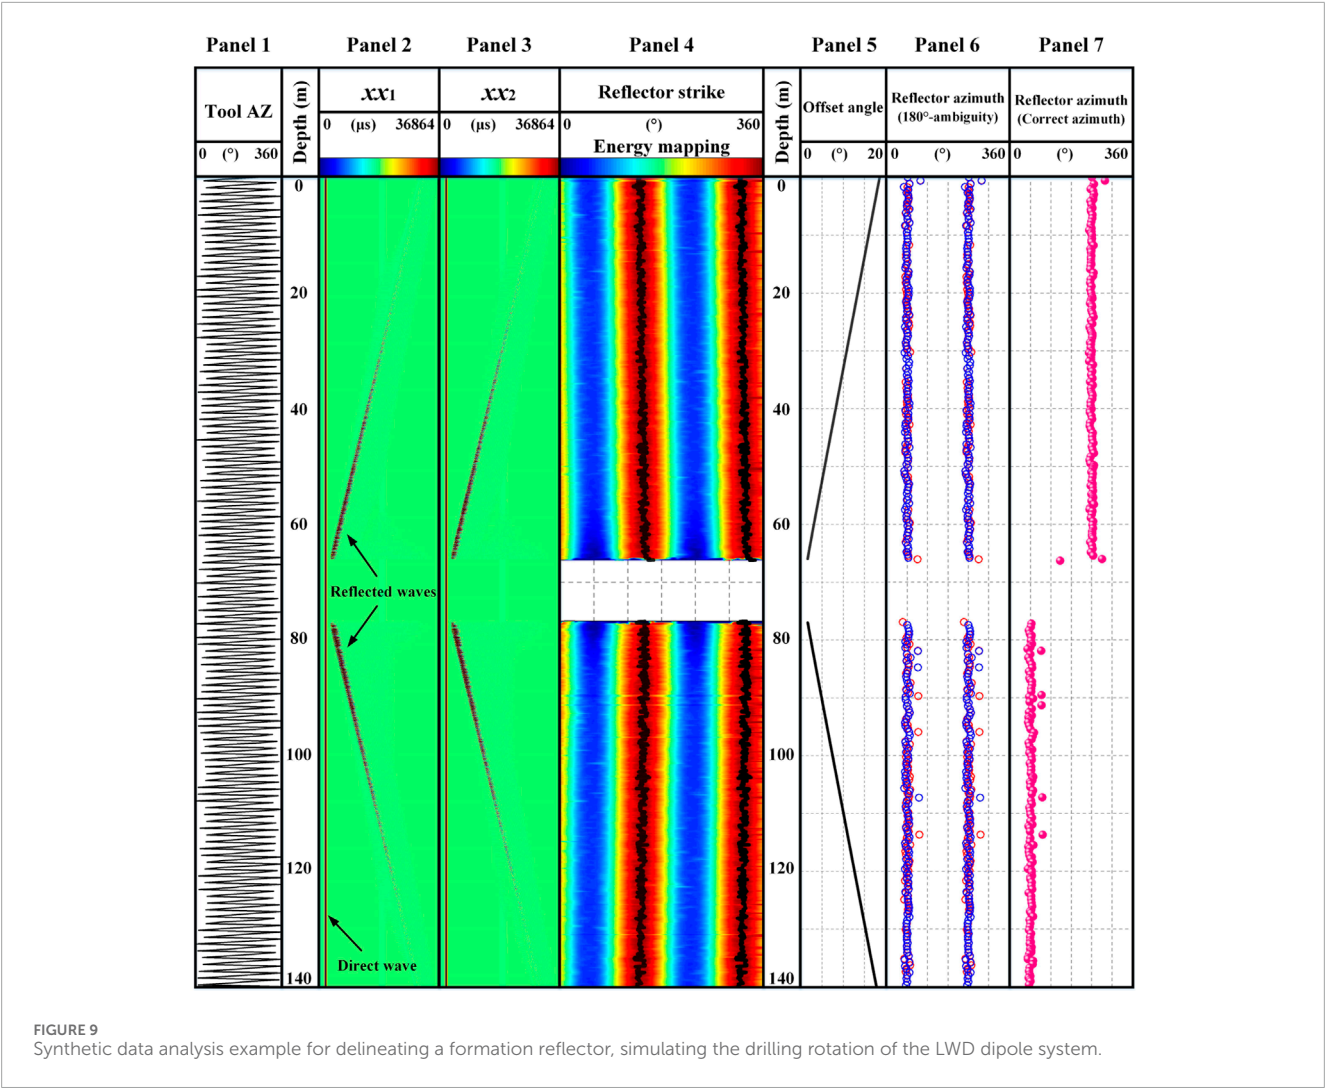 Panel 1 Panel 2 Panel 3 Panel 4 Panel 5 Panel 6 Panel 7
Tool AZ
0 (°) 360
Depth (m)
xx1
0 (μs) 36864
xx2
0 (μs) 36864
Reflector strike
0 (°) 360
Energy mapping
Depth (m)
Offset angle
0 (°) 20
Reflector azimuth
(180°-ambiguity)
0 (°) 360
Reflector azimuth
(Correct azimuth)
0 (°) 360
0 0
20 20
40 40
60 60
Reflected waves
80 80
100 100
120 120
Direct wave
140 140
FIGURE 9
Synthetic data analysis example for delineating a formation reflector, simulating the drilling rotation of the LWD dipole system.